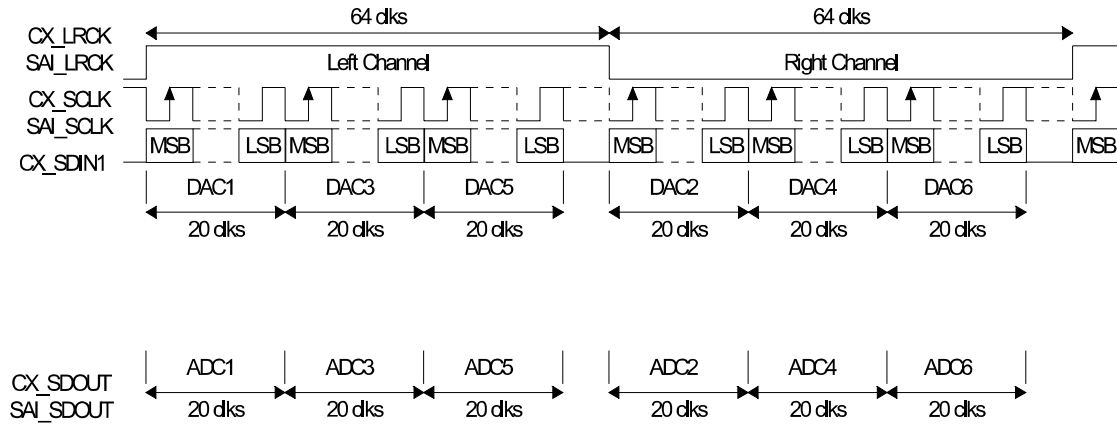 64 clks 64 clks
CX_LRCK
SAI_LRCK Left Channel Right Channel
CX_SCLK
SAI_SCLK
CX_SDIN1 MSB LSB MSB LSB MSB LSB MSB LSB MSB LSB MSB LSB MSB
DAC1 DAC3 DAC5 DAC2 DAC4 DAC6
20 clks 20 clks 20 clks 20 clks 20 clks 20 clks
ADC1 ADC3 ADC5 ADC2 ADC4 ADC6
CX_SDOUT
SAI_SDOUT 20 clks 20 clks 20 clks 20 clks 20 clks 20 clks